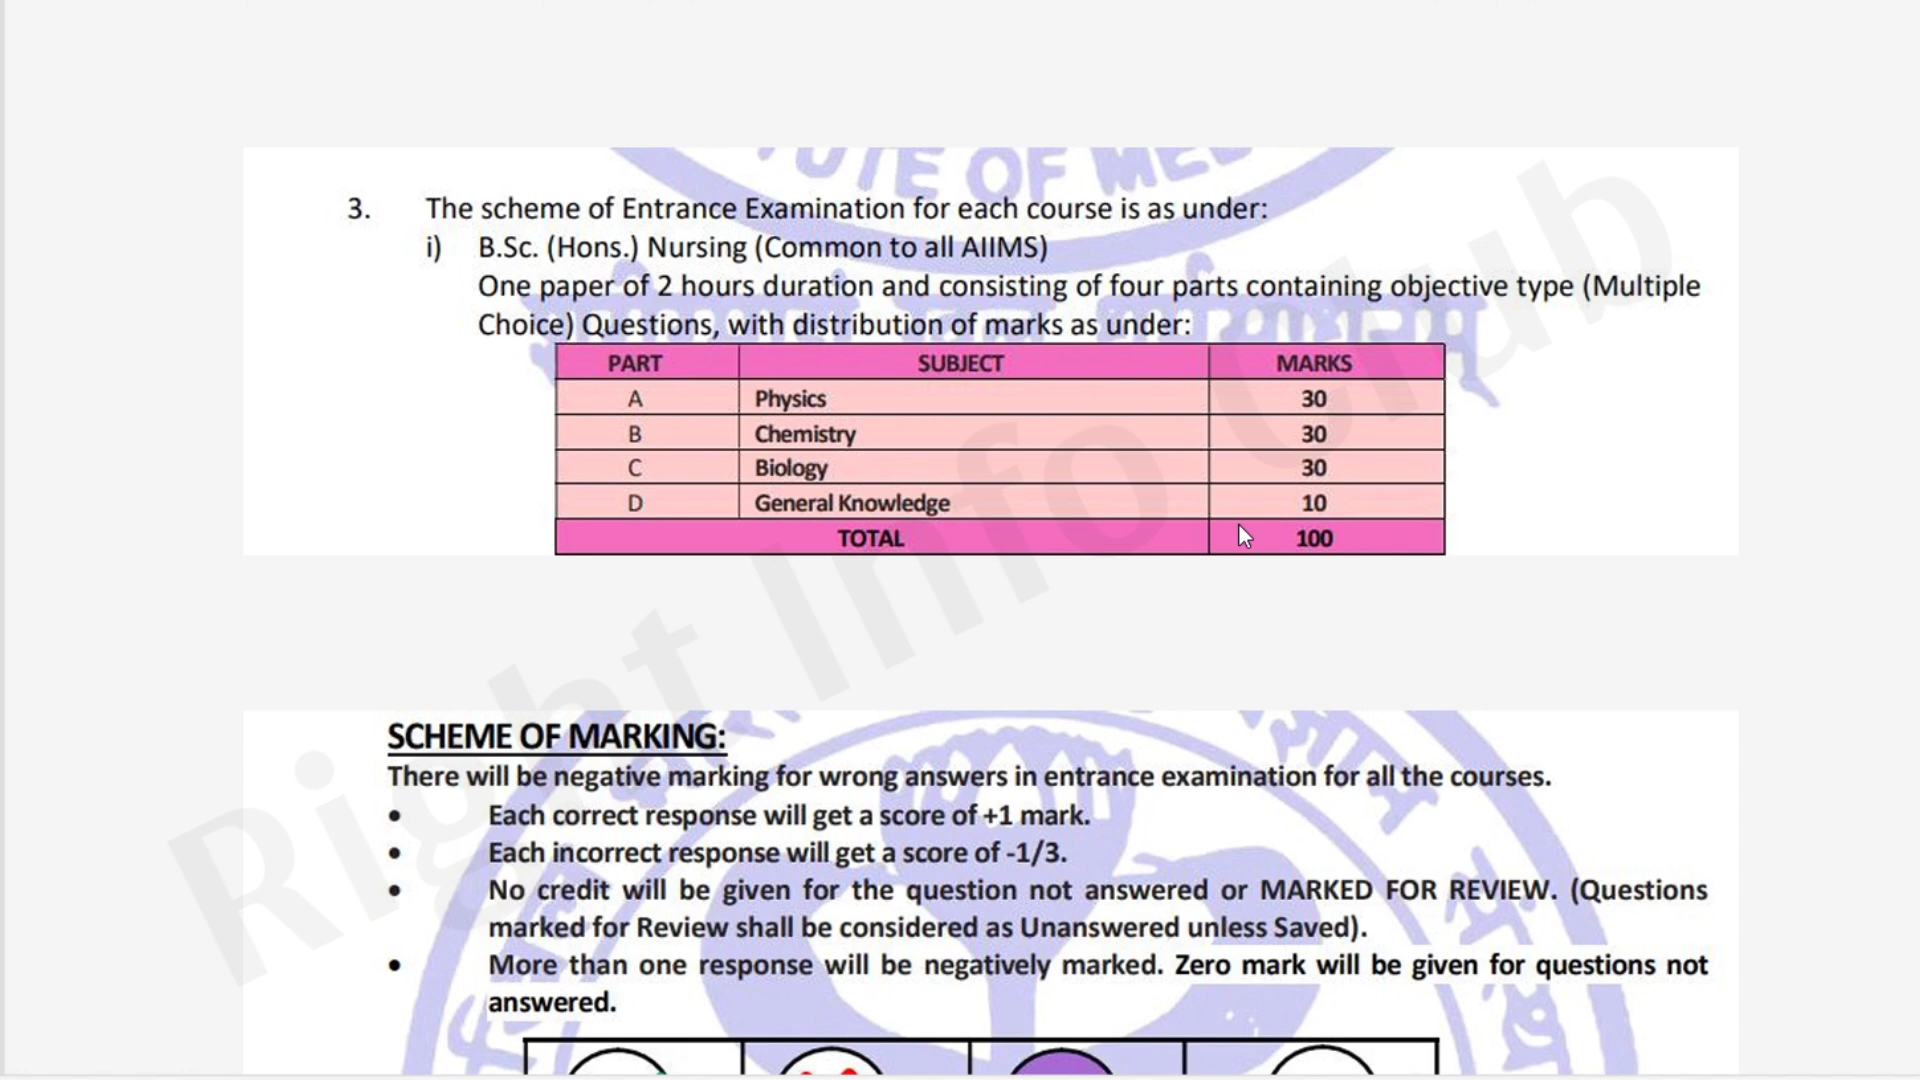 TUTE OF MED
3. The scheme of Entrance Examination for each course is as under:
i) B.Sc. (Hons.) Nursing (Common to all AIIMS)
One paper of 2 hours duration and consisting of four parts containing objective type (Multiple
Choice) Questions, with distribution of marks as under:
PART SUBJECT MARKS
A Physics 30
B Chemistry 30
C Biology 30
D General Knowledge 10
TOTAL 100
Right Info Club
SCHEME OF MARKING:
There will be negative marking for wrong answers in entrance examination for all the courses.
• Each correct response will get a score of +1 mark.
• Each incorrect response will get a score of -1/3.
• No credit will be given for the question not answered or MARKED FOR REVIEW. (Questions
marked for Review shall be considered as Unanswered unless Saved).
• More than one response will be negatively marked. Zero mark will be given for questions not
answered.